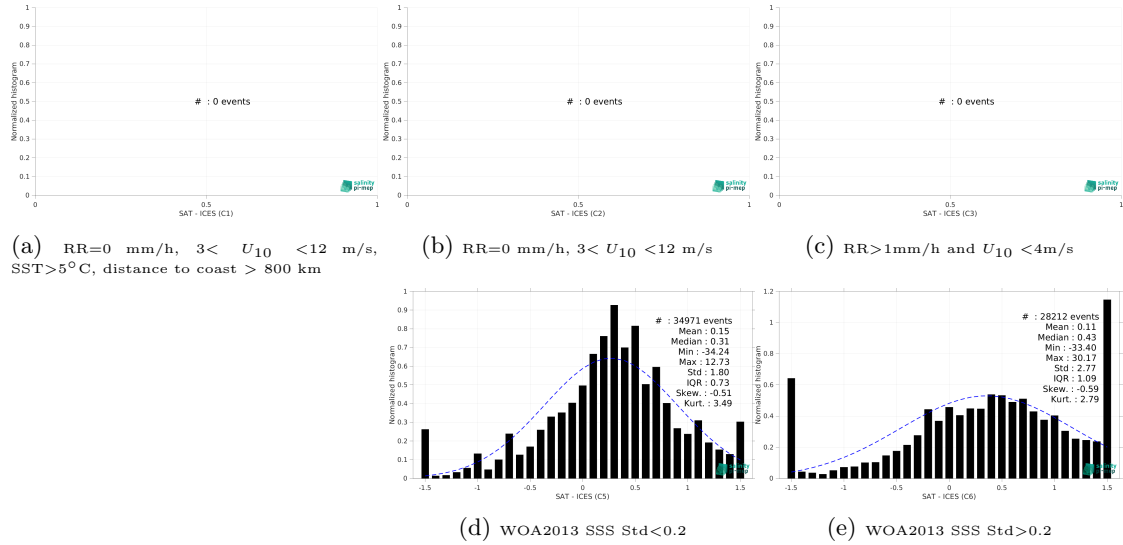 1
0.9
0.8
0.7
0.6
0.5
0.4
0.3
0.2
0.1
0
Normalized histogram
# : 0 events
salinity
pi-mep
0 0.5 1
SAT - ICES (C1)
(a) RR=0 mm/h, 3< U10 <12 m/s,
SST>5°C, distance to coast > 800 km
1
0.9
0.8
0.7
0.6
0.5
0.4
0.3
0.2
0.1
0
Normalized histogram
# : 0 events
salinity
pi-mep
0 0.5 1
SAT - ICES (C2)
(b) RR=0 mm/h, 3< U10 <12 m/s
1
0.9
0.8
0.7
0.6
0.5
0.4
0.3
0.2
0.1
0
Normalized histogram
# : 0 events
salinity
pi-mep
0 0.5 1
SAT - ICES (C3)
(c) RR>1mm/h and U10 <4m/s
1
0.9
0.8
0.7
0.6
0.5
0.4
0.3
0.2
0.1
0
Normalized histogram
# : 34971 events
Mean : 0.15
Median : 0.31
Min : -34.24
Max : 12.73
Std : 1.80
IQR : 0.73
Skew. : -0.51
Kurt. : 3.49
salinity
pi-mep
-1.5 -1 -0.5 0 0.5 1 1.5
SAT - ICES (C5)
(d) WOA2013 SSS Std<0.2
1.2
1
0.8
0.6
0.4
0.2
0
Normalized histogram
# : 28212 events
Mean : 0.11
Median : 0.43
Min : -33.40
Max : 30.17
Std : 2.77
IQR : 1.09
Skew. : -0.59
Kurt. : 2.79
salinity
pi-mep
-1.5 -1 -0.5 0 0.5 1 1.5
SAT - ICES (C6)
(e) WOA2013 SSS Std>0.2